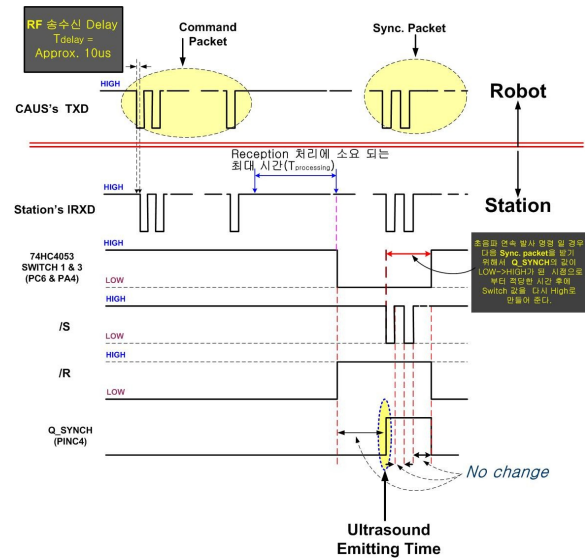 RF 송수신 Delay
Tdelay =
Approx. 10us
Command
Packet
Sync. Packet
HIGH
CAUS's TXD
Robot
Reception 처리에 소요 되는
최대 시간(Tprocessing)
Station
HIGH
Station's IRXD
HIGH
74HC4053
SWITCH 1 & 3
(PC6 & PA4)
LOW
초음파 연속 발사 명령 일 경우
다음 Sync. packet을 받기
위해서 Q_SYNCH의 값이
LOW->HIGH가 된 시점으로
부터 적당한 시간 후에
Switch 값을 다시 High로
만들어 준다.
HIGH
/S
LOW
HIGH
/R
LOW
Q_SYNCH
(PINC4)
No change
Ultrasound
Emitting Time